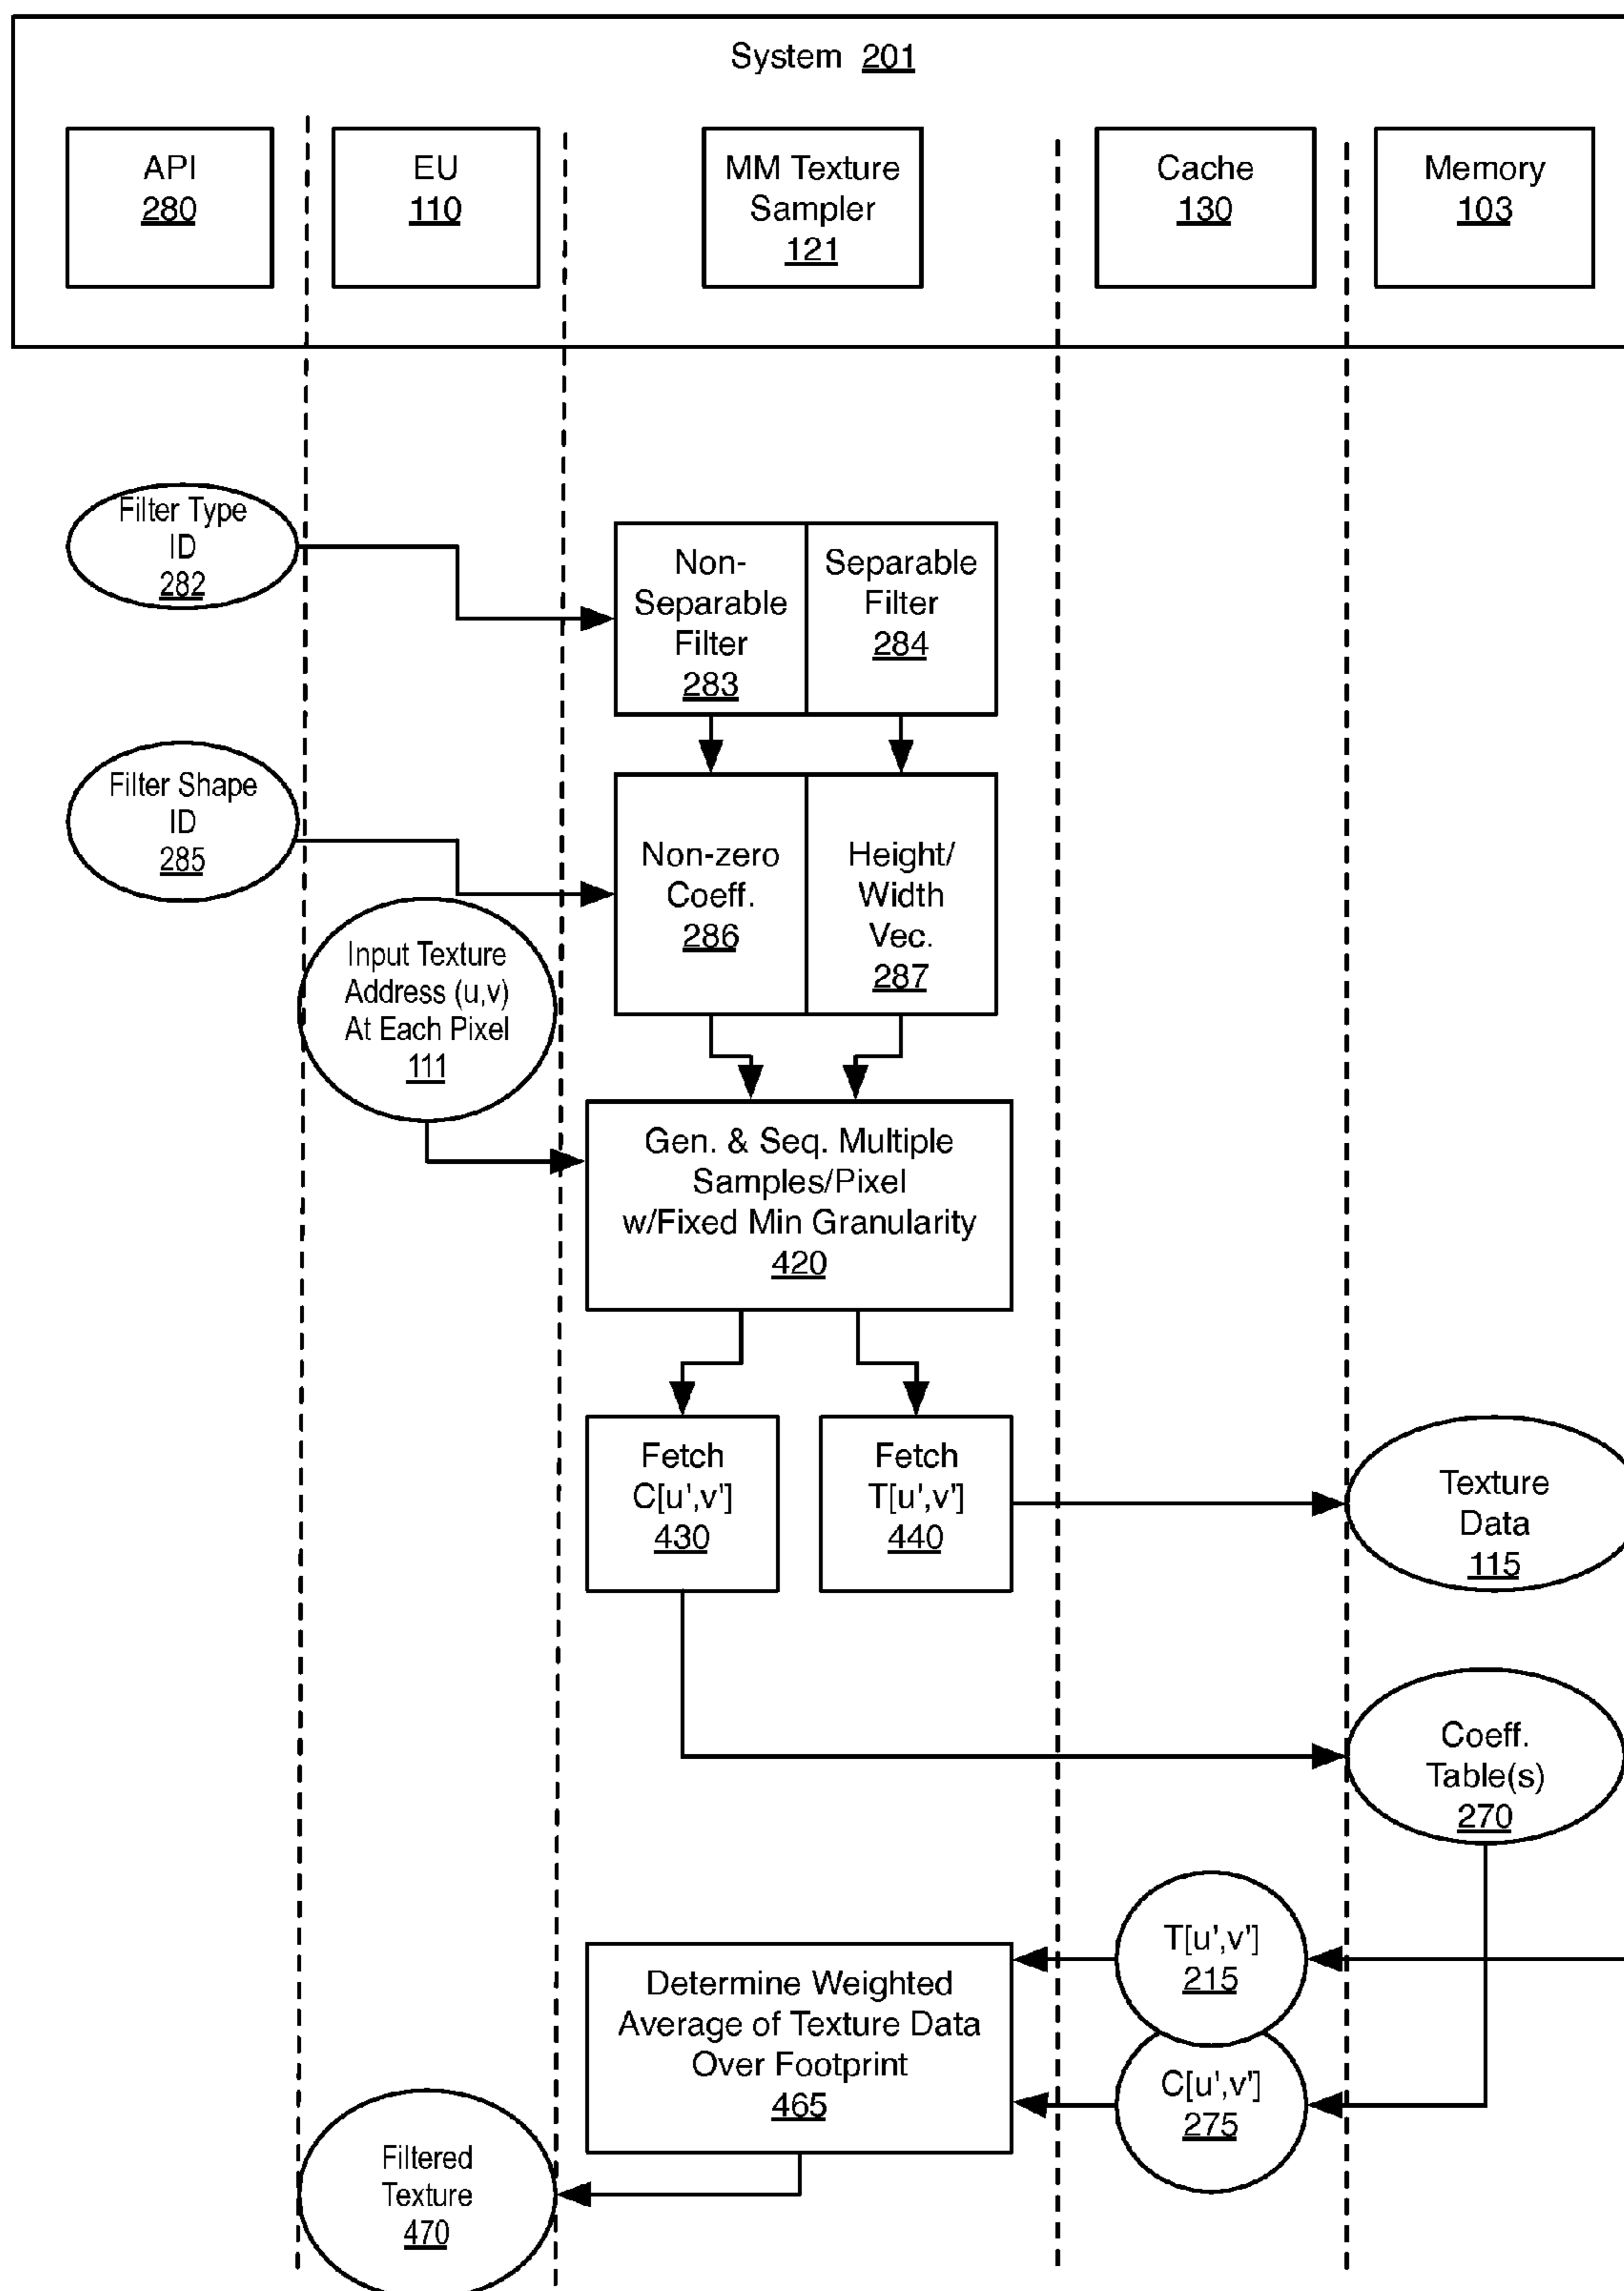 System 201
API
280
EU
110
MM Texture
Sampler
121
Cache
130
Memory
103
Filter Type
ID
282
Non-
Separable
Filter
283
Separable
Filter
284
Filter Shape
ID
285
Non-zero
Coeff.
286
Height/
Width
Vec.
287
Input Texture
Address (u,v)
At Each Pixel
111
Gen. & Seq. Multiple
Samples/Pixel
w/Fixed Min Granularity
420
Fetch
C[u',v']
430
Fetch
T[u',v']
440
Texture
Data
115
Coeff.
Table(s)
270
T[u',v']
215
Determine Weighted
Average of Texture Data
Over Footprint
465
C[u',v']
275
Filtered
Texture
470